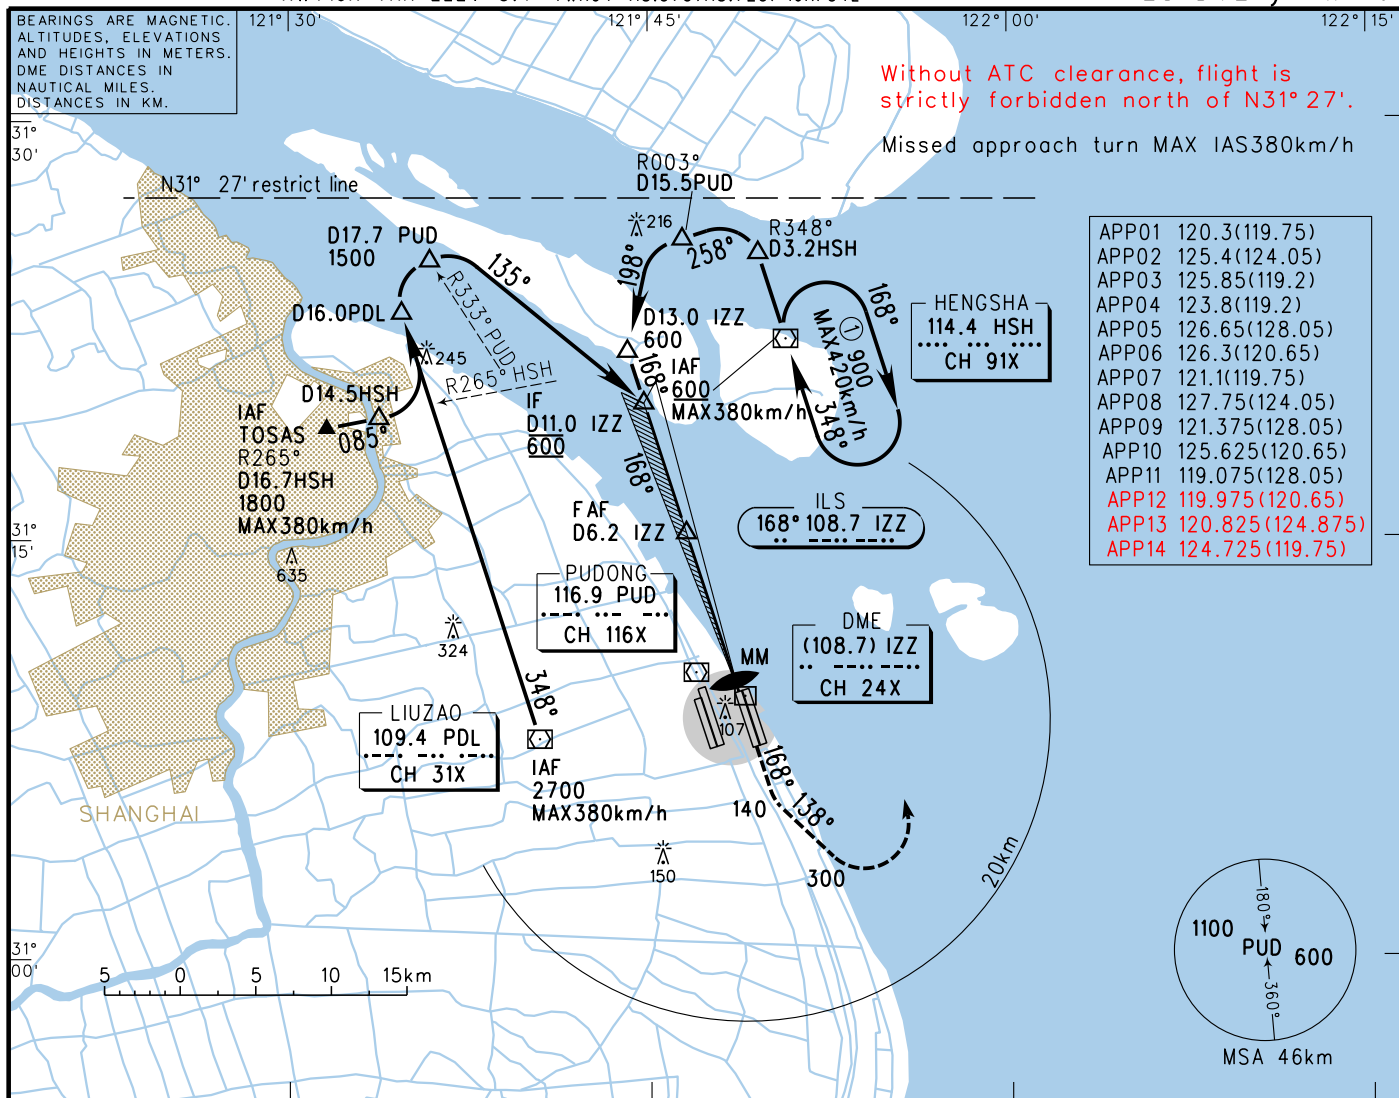 BEARINGS ARE MAGNETIC.
ALTITUDES, ELEVATIONS
AND HEIGHTS IN METERS.
DME DISTANCES IN
NAUTICAL MILES.
DISTANCES IN KM.
121° 30'
121° 45'
122° 00'
122° 15'
Without ATC clearance, flight is
strictly forbidden north of N31° 27'.
Missed approach turn MAX IAS380km/h
31°
30'
N31° 27' restrict line
R003°
D15.5PUD
216
R348°
D3.2HSH
258°
198°
D17.7 PUD
1500
135°
R333° PUD
D16.0PDL
245
R265° HSH
D14.5HSH
085°
IAF
TOSAS
R265°
D16.7HSH
1800
MAX380km/h
635
D13.0 IZZ
600
168°
IAF
600
MAX380km/h
IF
D11.0 IZZ
600
168°
① 900
MAX420km/h
168°
348°
HENGSHA
114.4 HSH
CH 91X
APP01 120.3(119.75)
APP02 125.4(124.05)
APP03 125.85(119.2)
APP04 123.8(119.2)
APP05 126.65(128.05)
APP06 126.3(120.65)
APP07 121.1(119.75)
APP08 127.75(124.05)
APP09 121.375(128.05)
APP10 125.625(120.65)
APP11 119.075(128.05)
APP12 119.975(120.65)
APP13 120.825(124.875)
APP14 124.725(119.75)
ILS
168° 108.7 IZZ
FAF
D6.2 IZZ
31°
15'
PUDONG
116.9 PUD
CH 116X
324
DME
(108.7) IZZ
CH 24X
MM
107
348°
LIUZAO
109.4 PDL
CH 31X
IAF
2700
MAX380km/h
SHANGHAI
168°
138°
140
300
150
20km
31°
00'
5 0 5 10 15km
180°
1100
PUD
600
360°
MSA 46km